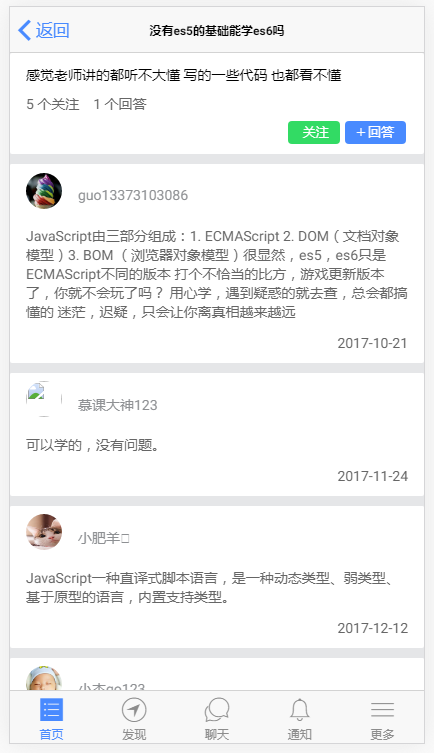 返回
没有es5的基础能学es6吗
感觉老师讲的都听不大懂 写的一些代码 也都看不懂
5 个关注 1 个回答
关注
＋回答
guo13373103086
JavaScript由三部分组成：1. ECMAScript 2. DOM（文档对象
模型）3. BOM （浏览器对象模型）很显然，es5，es6只是
ECMAScript不同的版本 打个不恰当的比方，游戏更新版本
了，你就不会玩了吗？ 用心学，遇到疑惑的就去查，总会都搞
懂的 迷茫，迟疑，只会让你离真相越来越远
2017-10-21
慕课大神123
可以学的，没有问题。
2017-11-24
小肥羊
JavaScript一种直译式脚本语言，是一种动态类型、弱类型、
基于原型的语言，内置支持类型。
2017-12-12
首页
发现
聊天
通知
更多